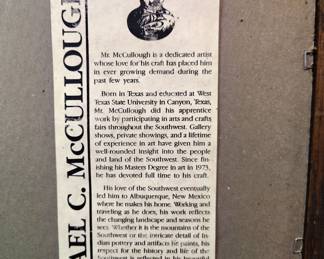 AEL C. McCULLOUG
Mr. McCullough is a dedicated artist
whose love for his craft has placed him
in ever growing demand during the
past few years.
Born in Texas and educated at West
Texas State University in Canyon, Texas,
Mr. McCullough did his apprentice
work by participating in arts and crafts
fairs throughout the Southwest. Gallery
shows, private showings, and a lifetime
of experience in art have given him a
well-rounded insight into the people
and land of the Southwest. Since fin-
ishing his Masters Degree in art in 1973,
he has devoted full time to his craft.
His love of the Southwest eventually
led him to Albuquerque, New Mexico
where he makes his home. Working and
traveling as he does, his work reflects
the changing landscape and seasons he
sees. Whether it is the mountains of the
Southwest or the intricate detail of In-
dian pottery and artifacts he paints, his
respect for the history and life of the
Southwest is reflected in his beautiful